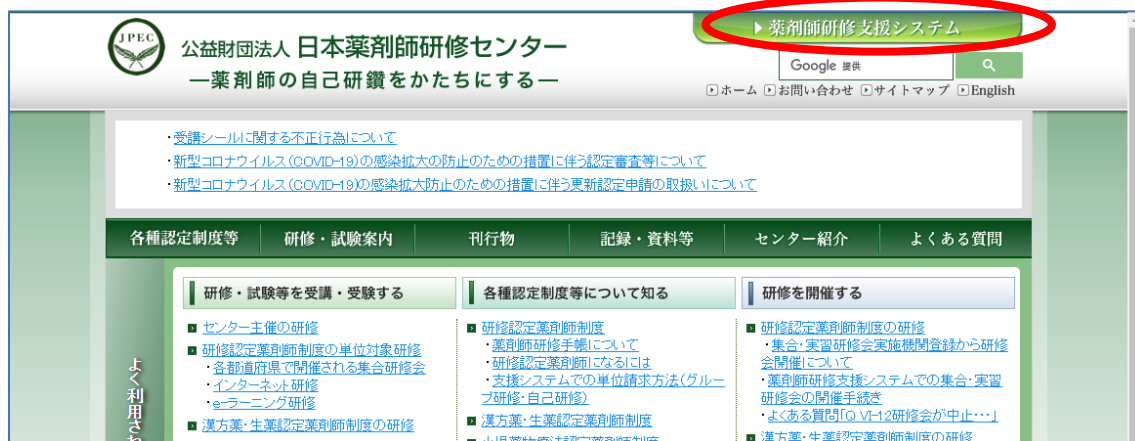 JPEC
公益財団法人 日本薬剤師研修センター
―薬剤師の自己研鑽をかたちにする―
薬剤師研修支援システム
Google 提供
ホーム お問い合わせ サイトマップ English
・受講シールに関する不正行為について
・新型コロナウイルス(COVID-19)の感染拡大の防止のための措置に伴う認定審査等について
・新型コロナウイルス(COVID-19)の感染拡大防止のための措置に伴う更新認定申請の取扱いについて
各種認定制度等 研修・試験案内 刊行物 記録・資料等 センター紹介 よくある質問
よく利用さ
研修・試験等を受講・受験する
センター主催の研修
研修認定薬剤師制度の単位対象研修
・各都道府県で開催される集合研修会
・インターネット研修
・e-ラーニング研修
漢方薬・生薬認定薬剤師制度の研修
各種認定制度等について知る
研修認定薬剤師制度
・薬剤師研修手帳について
・研修認定薬剤師になるには
・支援システムでの単位請求方法(グルー
プ研修・自己研修)
漢方薬・生薬認定薬剤師制度
小児薬物療法認定薬剤師制度
研修を開催する
研修認定薬剤師制度の研修
・集合・実習研修会実施機関登録から研修
会開催について
・薬剤師研修支援システムでの集合・実習
研修会の開催手続き
・よくある質問「Q Ⅵ-12研修会が中止・・・」
漢方薬・生薬認定薬剤師制度の研修